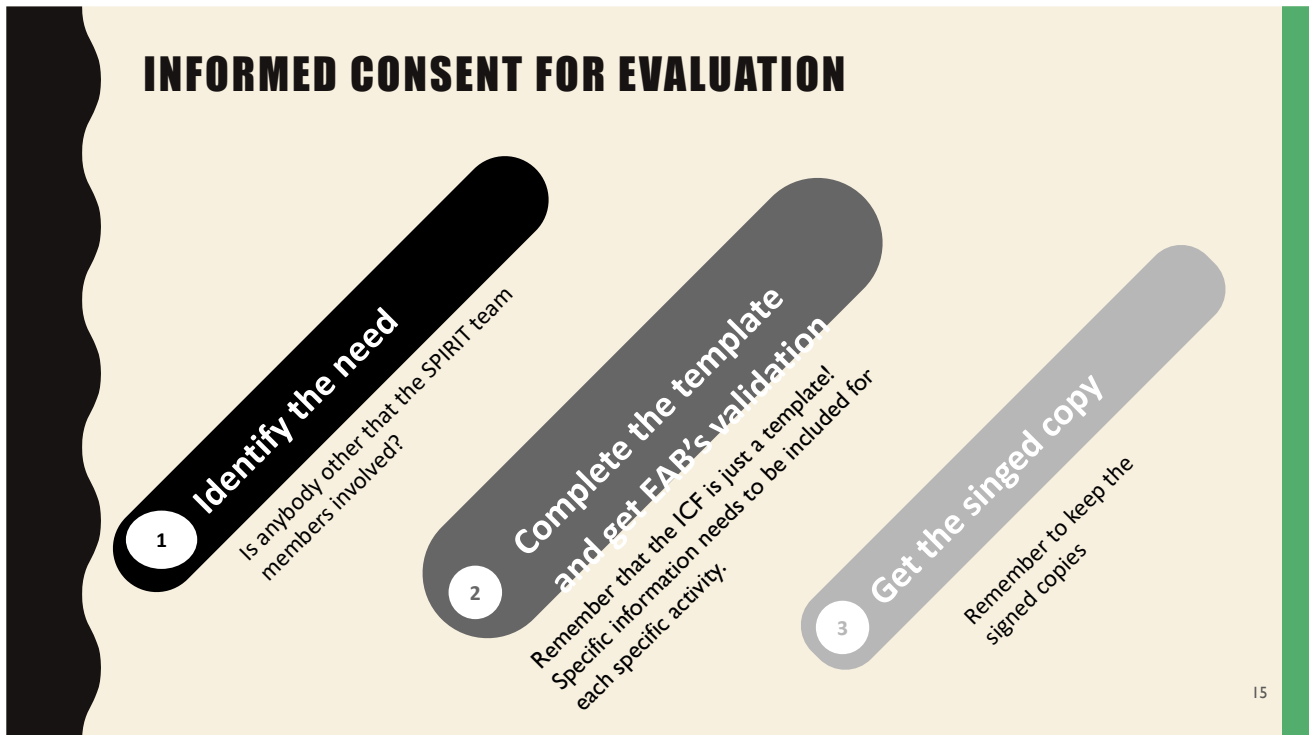 INFORMED CONSENT FOR EVALUATION
1
Identify the need
Is anybody other that the SPIRIT team
members involved?
2
Complete the template
and get EAB's validation
Remember that the ICF is just a template!
Specific information needs to be included for
each specific activity.
3
Get the singed copy
Remember to keep the
signed copies
15